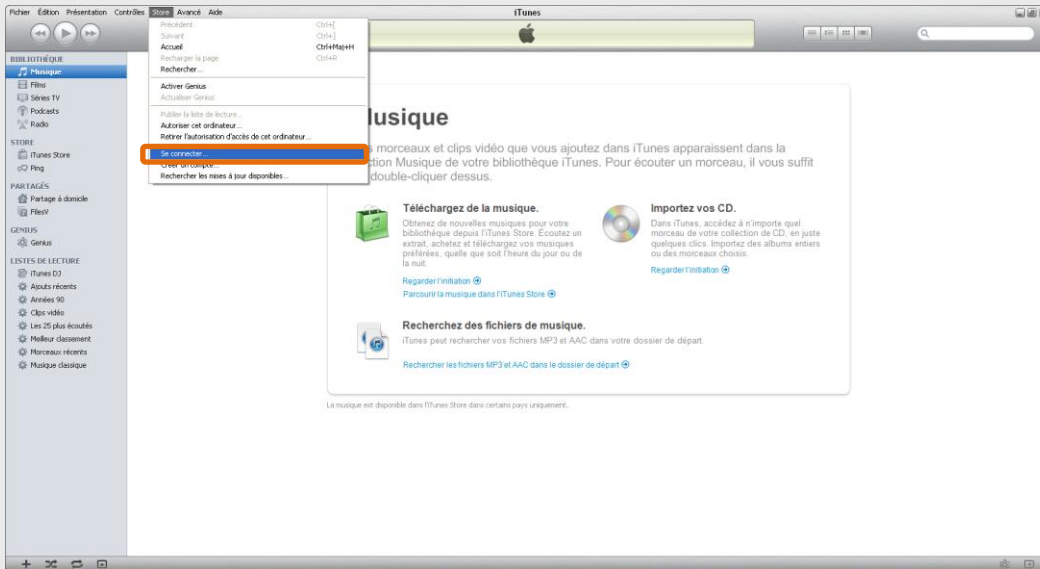 Fichier Édition Présentation Contrôles Store Avancé Aide
iTunes
Précédent Ctrl+[
Suivant Ctrl+]
Accueil Ctrl+Maj+H
Recharger la page Ctrl+R
Rechercher...
Activer Genius
Actualiser Genius
Publier la liste de lecture...
Autoriser cet ordinateur...
Retirer l'autorisation d'accès de cet ordinateur...
Se connecter...
Créer un compte...
Rechercher les mises à jour disponibles...
BIBLIOTHÈQUE
Musique
Films
Séries TV
Podcasts
Radio
STORE
iTunes Store
Ping
PARTAGÉS
Partage à domicile
FilesV
GENIUS
Genius
LISTES DE LECTURE
iTunes DJ
Ajouts récents
Années 90
Clips vidéo
Les 25 plus écoutés
Meilleur classement
Morceaux récents
Musique classique
usique
morceaux et clips vidéo que vous ajoutez dans iTunes apparaissent dans la
ction Musique de votre bibliothèque iTunes. Pour écouter un morceau, il vous suffit
double-cliquer dessus.
Téléchargez de la musique.
Obtenez de nouvelles musiques pour votre
bibliothèque depuis l'iTunes Store. Écoutez un
extrait, achetez et téléchargez vos musiques
préférées, quelle que soit l'heure du jour ou de
la nuit.
Regarder l'initiation
Parcourir la musique dans l'iTunes Store
Importez vos CD.
Dans iTunes, accédez à n'importe quel
morceau de votre collection de CD, en juste
quelques clics. Importez des albums entiers
ou des morceaux choisis.
Regarder l'initiation
Recherchez des fichiers de musique.
iTunes peut rechercher vos fichiers MP3 et AAC dans votre dossier de départ.
Rechercher les fichiers MP3 et AAC dans le dossier de départ
La musique est disponible dans l'iTunes Store dans certains pays uniquement.